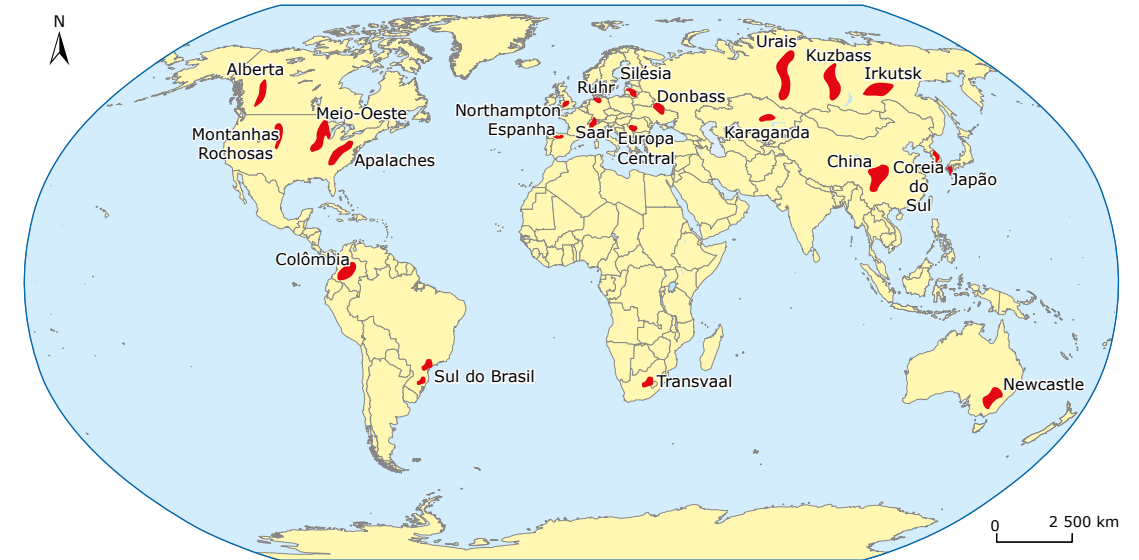 N
Urais
Kuzbass
Irkutsk
Alberta
Silésia
Ruhr
Donbass
Meio-Oeste
Northampton
Espanha
Saar
Europa
Central
Karaganda
Montanhas
Rochosas
Apalaches
China
Coreia
do
Sul
Japão
Colômbia
Sul do Brasil
Transvaal
Newcastle
0
2 500 km